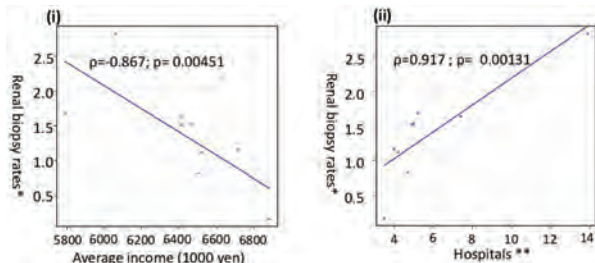 (i)
ρ=-0.867; p= 0.00451
Renal biopsy rates*
2.5
2.0
1.5
1.0
0.5
5800 6000 6200 6400 6600 6800
Average income (1000 yen)
(ii)
ρ=0.917 ; p= 0.00131
Renal biopsy rates*
2.5
2.0
1.5
1.0
0.5
4 6 8 10 12 14
Hospitals **